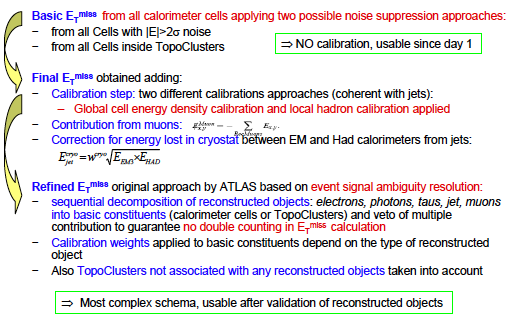 Basic E_T^miss from all calorimeter cells applying two possible noise suppression approaches:
– from all Cells with |E|>2σ noise
– from all Cells inside TopoClusters
⇒ NO calibration, usable since day 1
Final E_T^miss obtained adding:
– Calibration step: two different calibrations approaches (coherent with jets):
– Global cell energy density calibration and local hadron calibration applied
– Contribution from muons: E_{x,y}^{Muon} = – ∑_{RecMuons} E_{x,y}
– Correction for energy lost in cryostat between EM and Had calorimeters from jets:
E_{jet}^{cryo} = w^{cryo} √(E_{EM3} × E_{HAD})
Refined E_T^miss original approach by ATLAS based on event signal ambiguity resolution:
– sequential decomposition of reconstructed objects: electrons, photons, taus, jet, muons
into basic constituents (calorimeter cells or TopoClusters) and veto of multiple
contribution to guarantee no double counting in E_T^miss calculation
– Calibration weights applied to basic constituents depend on the type of reconstructed
object
– Also TopoClusters not associated with any reconstructed objects taken into account
⇒ Most complex schema, usable after validation of reconstructed objects